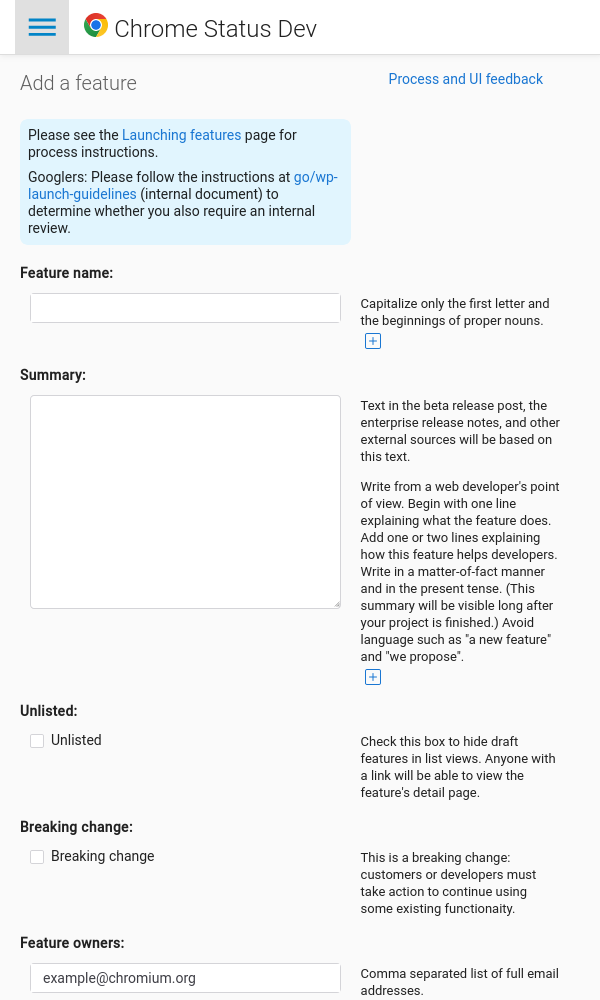 Chrome Status Dev
Add a feature
Process and UI feedback
Please see the Launching features page for
process instructions.
Googlers: Please follow the instructions at go/wp-
launch-guidelines (internal document) to
determine whether you also require an internal
review.
Feature name:
Capitalize only the first letter and
the beginnings of proper nouns.
Summary:
Text in the beta release post, the
enterprise release notes, and other
external sources will be based on
this text.
Write from a web developer's point
of view. Begin with one line
explaining what the feature does.
Add one or two lines explaining
how this feature helps developers.
Write in a matter-of-fact manner
and in the present tense. (This
summary will be visible long after
your project is finished.) Avoid
language such as "a new feature"
and "we propose".
Unlisted:
Unlisted
Check this box to hide draft
features in list views. Anyone with
a link will be able to view the
feature's detail page.
Breaking change:
Breaking change
This is a breaking change:
customers or developers must
take action to continue using
some existing functionaity.
Feature owners:
example@chromium.org
Comma separated list of full email
addresses.